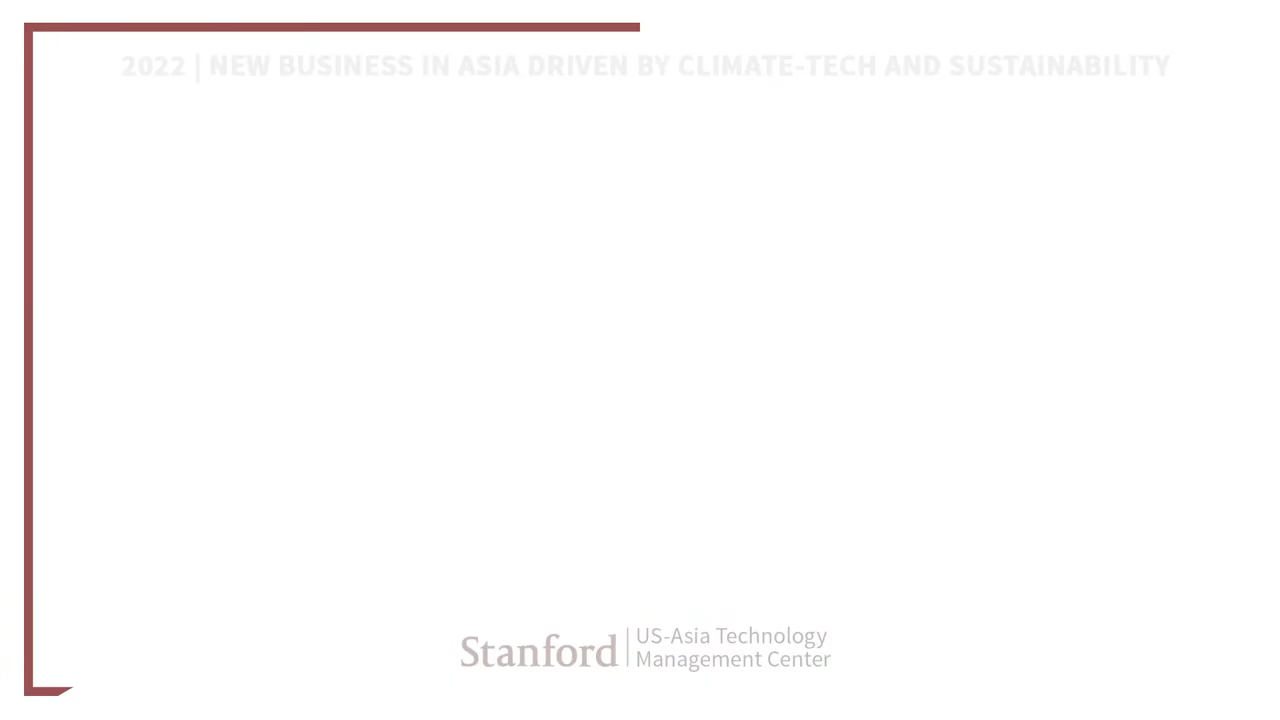 2022 | NEW BUSINESS IN ASIA DRIVEN BY CLIMATE-TECH AND SUSTAINABILITY
Stanford
US-Asia Technology
Management Center